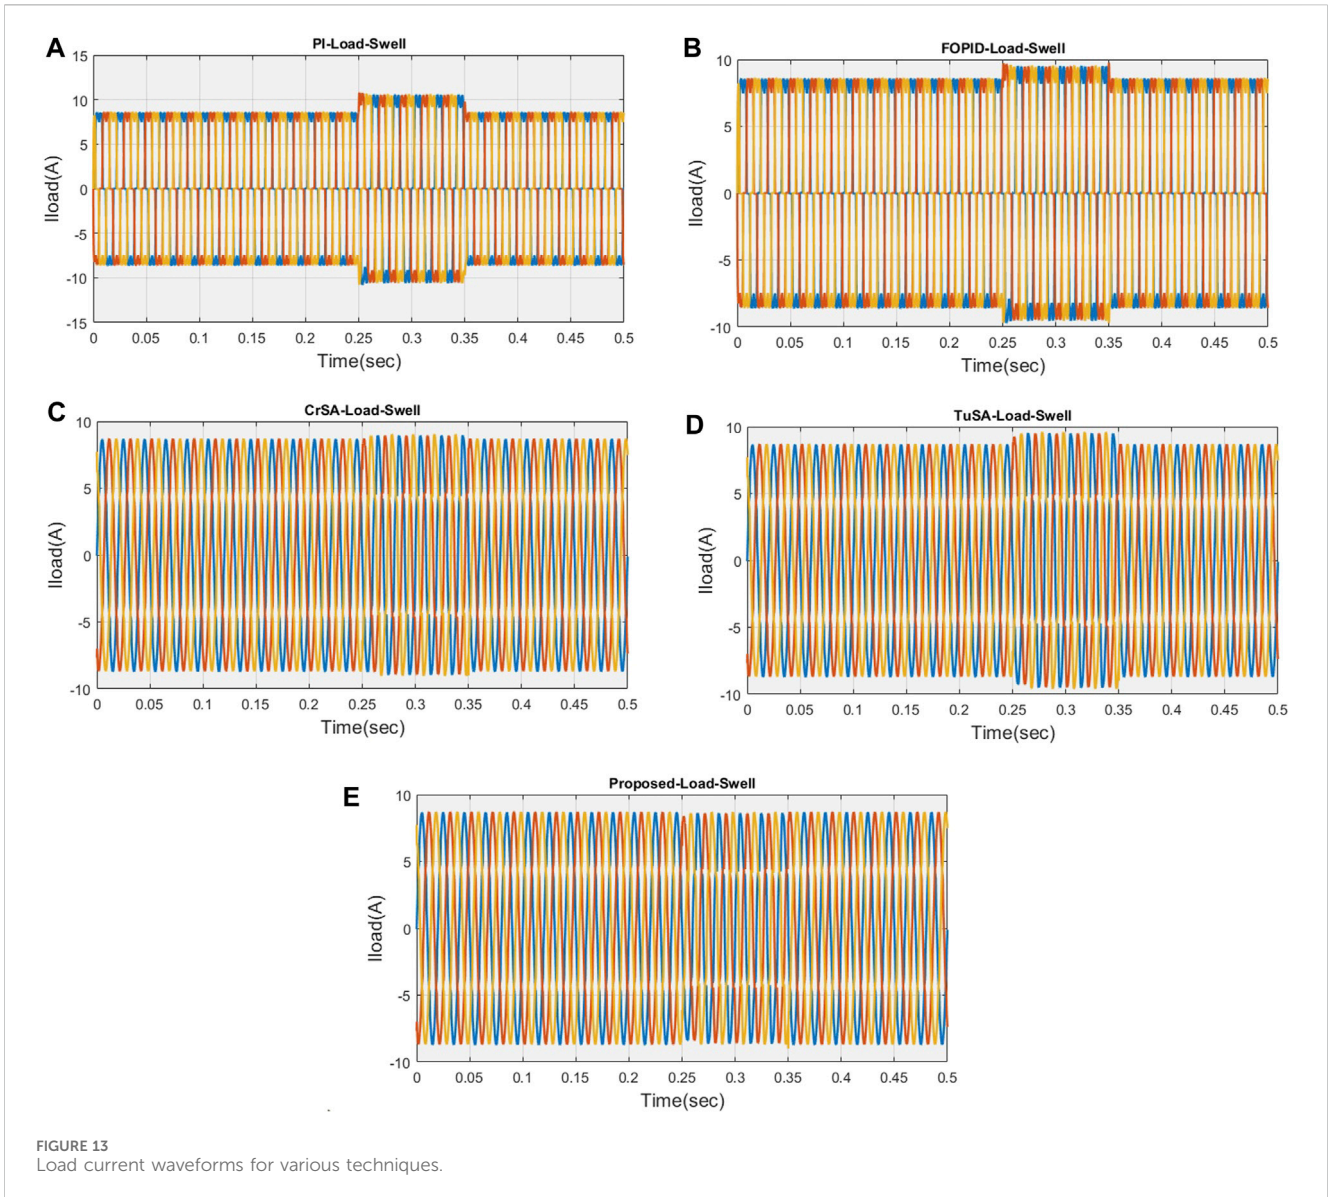 A
PI-Load-Swell
15
10
5
0
-5
-10
-15
Iload(A)
0 0.05 0.1 0.15 0.2 0.25 0.3 0.35 0.4 0.45 0.5
Time(sec)
B
FOPID-Load-Swell
10
5
0
-5
-10
Iload(A)
0 0.05 0.1 0.15 0.2 0.25 0.3 0.35 0.4 0.45 0.5
Time(sec)
C
CrSA-Load-Swell
10
5
0
-5
-10
Iload(A)
0 0.05 0.1 0.15 0.2 0.25 0.3 0.35 0.4 0.45 0.5
Time(sec)
D
TuSA-Load-Swell
10
5
0
-5
-10
Iload(A)
0 0.05 0.1 0.15 0.2 0.25 0.3 0.35 0.4 0.45 0.5
Time(sec)
E
Proposed-Load-Swell
10
5
0
-5
-10
Iload(A)
0 0.05 0.1 0.15 0.2 0.25 0.3 0.35 0.4 0.45 0.5
Time(sec)
FIGURE 13
Load current waveforms for various techniques.